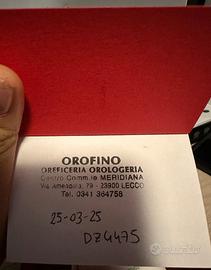 OROFINO
OREFICERIA OROLOGERIA
Centro Comm.le MERIDIANA
Via Amendola, 79 - 23900 LECCO
Tel. 0341 364758
25-03-25
DZ4475
subito